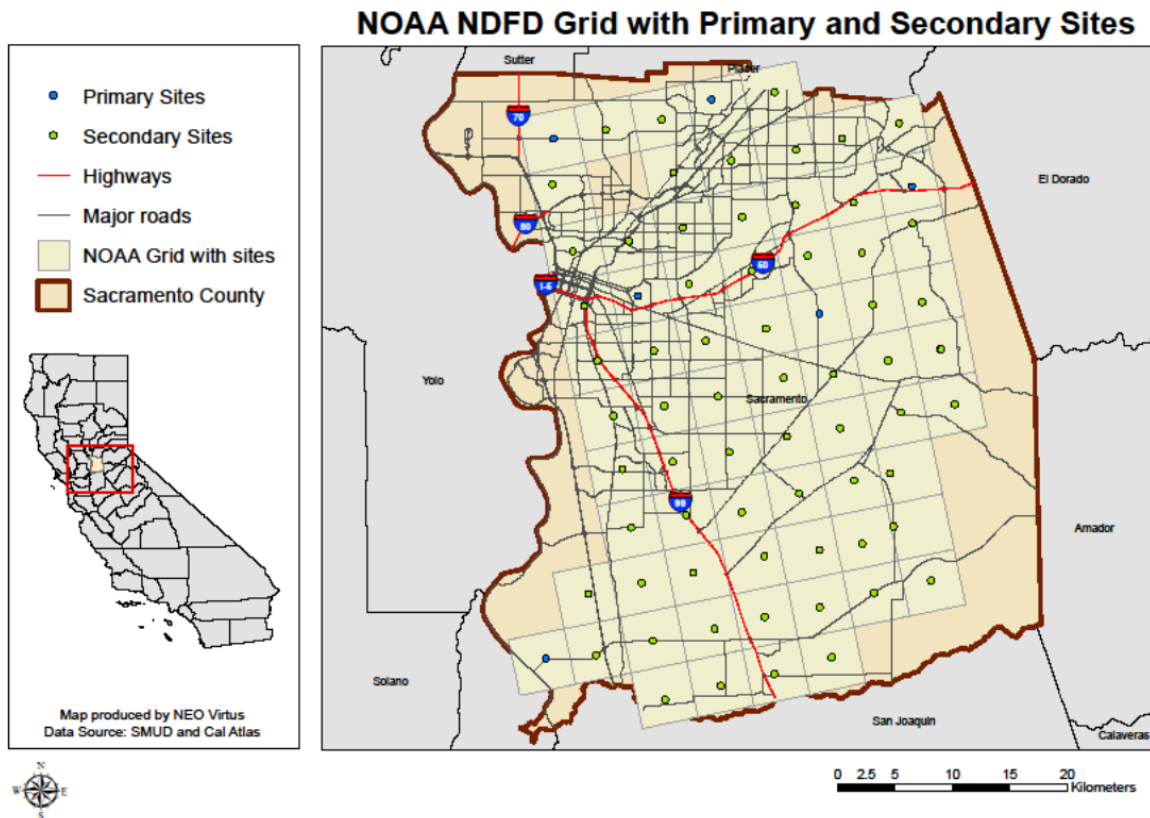 NOAA NDFD Grid with Primary and Secondary Sites
Primary Sites
Secondary Sites
Highways
Major roads
NOAA Grid with sites
Sacramento County
Map produced by NEO Virtus
Data Source: SMUD and Cal Atlas
Sutter
Placer
70
El Dorado
80
50
I-5
Yolo
Sacramento
99
Amador
Solano
San Joaquin
Calaveras
N
W E
S
0 2.5 5 10 15 20
Kilometers